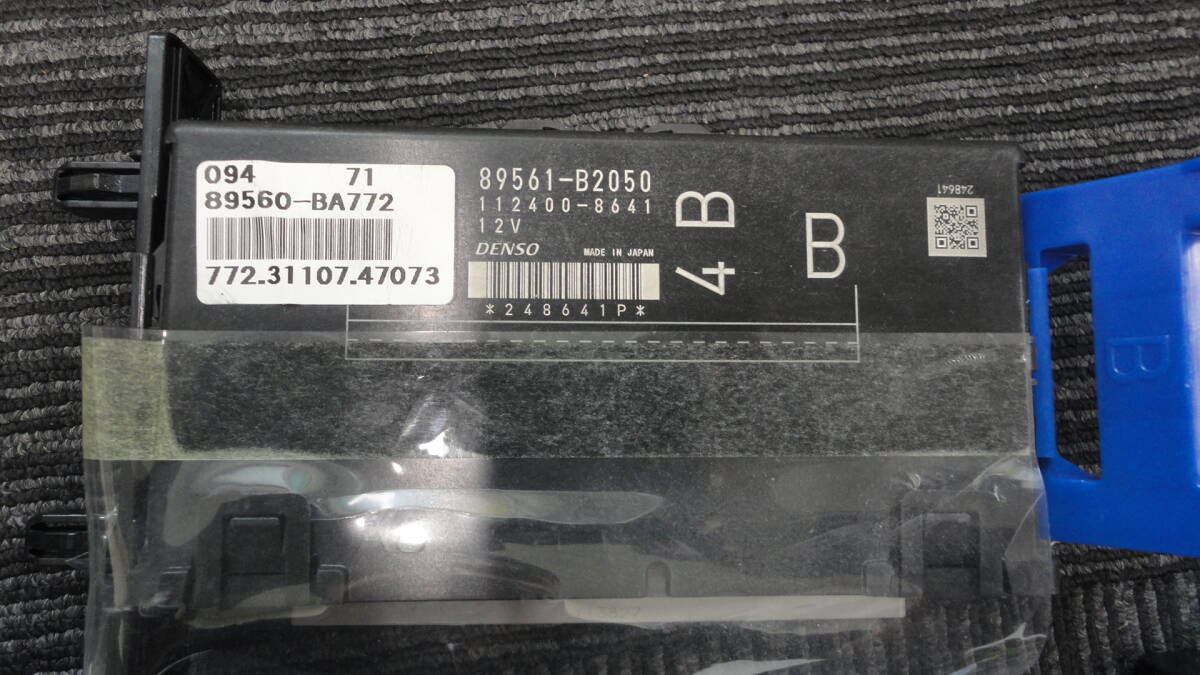 094 71
89560-BA772
772.31107.47073
89561-B2050
112400-8641
12V
DENSO MADE IN JAPAN
*248641P*
4B
B
248641
B